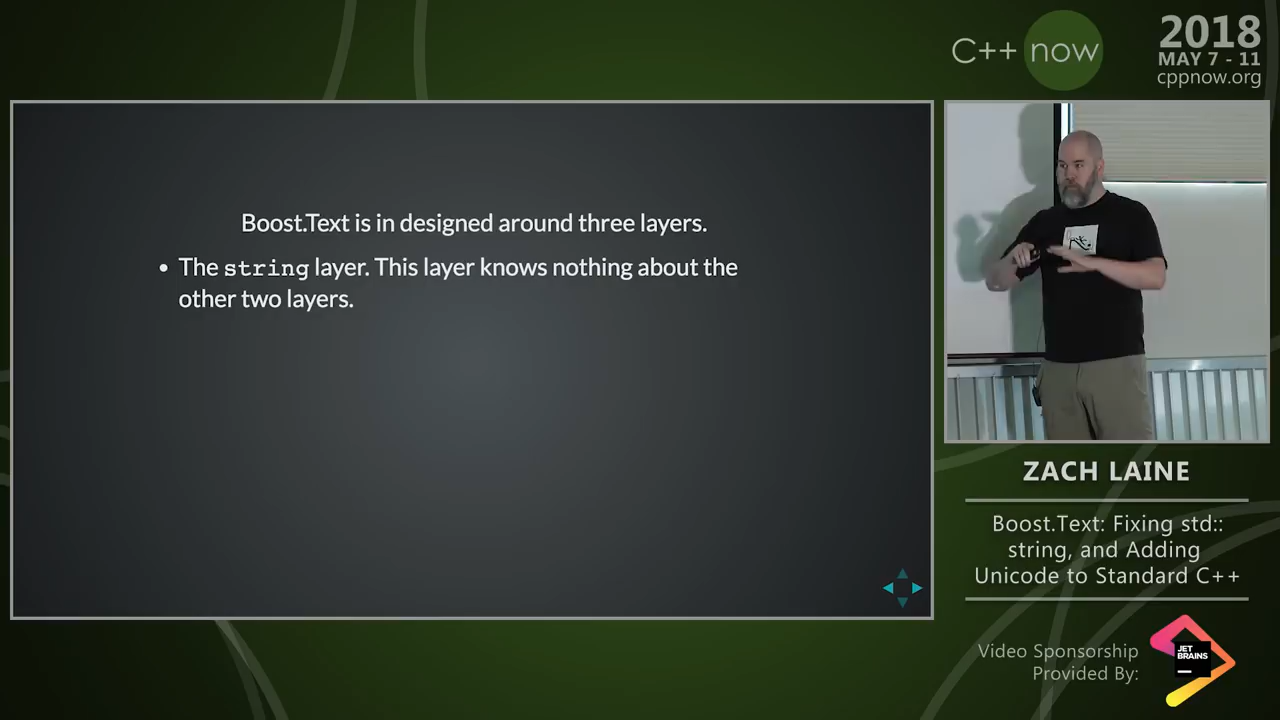 C++ now
2018
MAY 7 - 11
cppnow.org
Boost.Text is in designed around three layers.
• The string layer. This layer knows nothing about the
other two layers.
ZACH LAINE
Boost.Text: Fixing std::
string, and Adding
Unicode to Standard C++
Video Sponsorship
Provided By:
JET
BRAINS